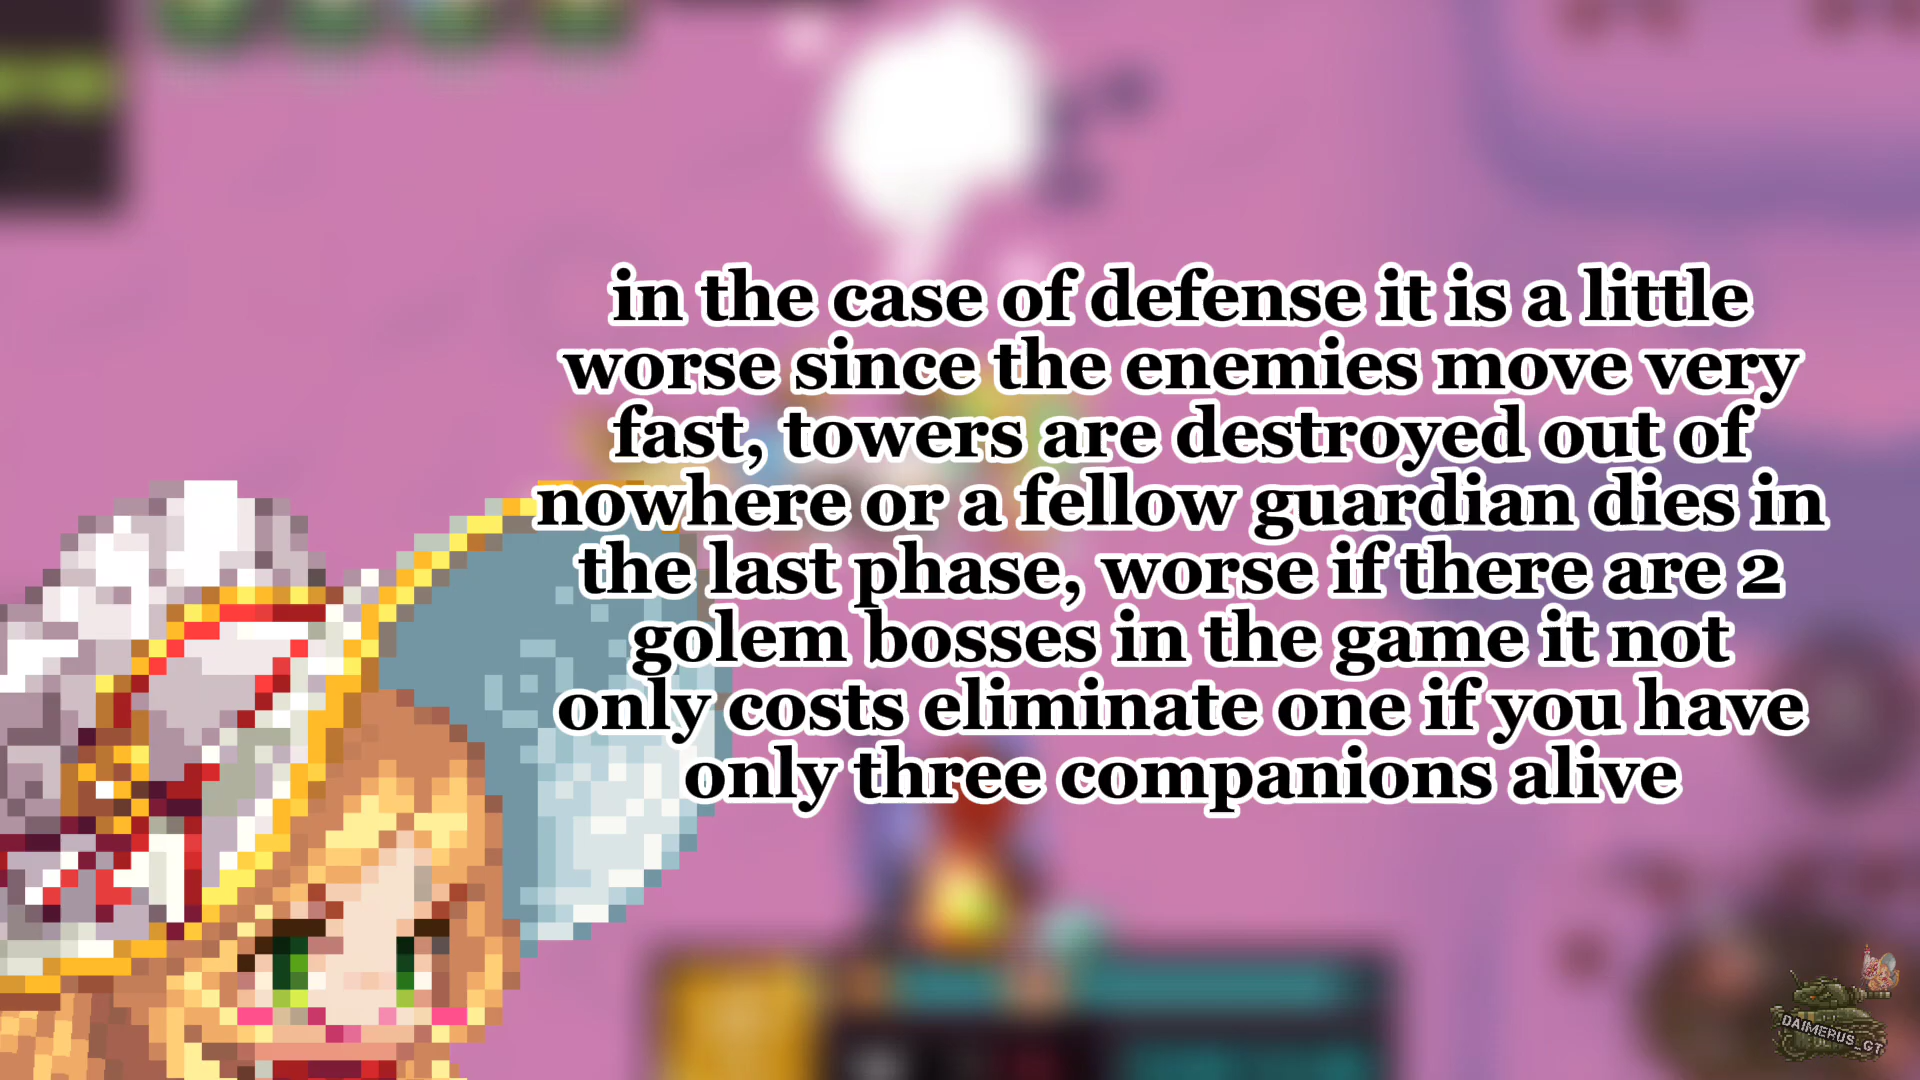 in the case of defense it is a little
worse since the enemies move very
fast, towers are destroyed out of
nowhere or a fellow guardian dies in
the last phase, worse if there are 2
golem bosses in the game it not
only costs eliminate one if you have
only three companions alive
DAIMERUS_GT